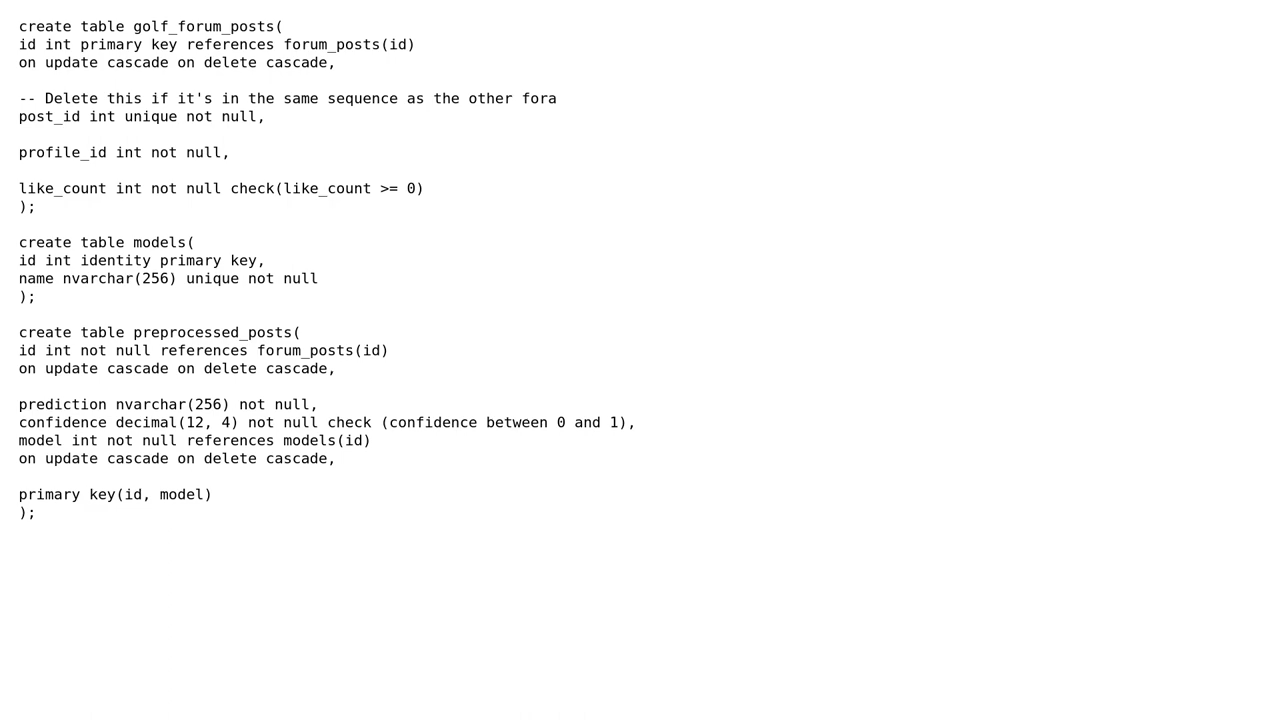 create table golf_forum_posts(
id int primary key references forum_posts(id)
on update cascade on delete cascade,
-- Delete this if it's in the same sequence as the other fora
post_id int unique not null,
profile_id int not null,
like_count int not null check(like_count >= 0)
);
create table models(
id int identity primary key,
name nvarchar(256) unique not null
);
create table preprocessed_posts(
id int not null references forum_posts(id)
on update cascade on delete cascade,
prediction nvarchar(256) not null,
confidence decimal(12, 4) not null check (confidence between 0 and 1),
model int not null references models(id)
on update cascade on delete cascade,
primary key(id, model)
);